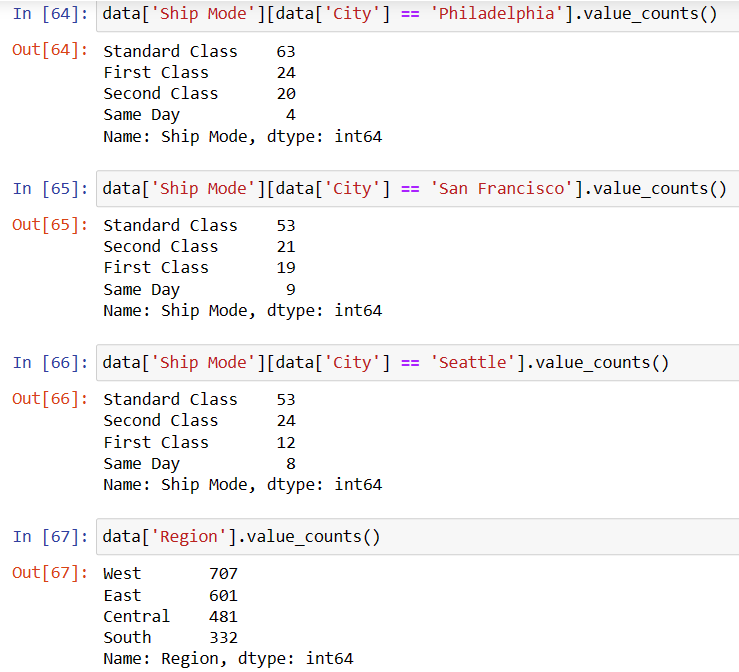 In [64]: data['Ship Mode'][data['City'] == 'Philadelphia'].value_counts()
Out[64]: Standard Class    63
First Class       24
Second Class      20
Same Day           4
Name: Ship Mode, dtype: int64
In [65]: data['Ship Mode'][data['City'] == 'San Francisco'].value_counts()
Out[65]: Standard Class    53
Second Class      21
First Class       19
Same Day           9
Name: Ship Mode, dtype: int64
In [66]: data['Ship Mode'][data['City'] == 'Seattle'].value_counts()
Out[66]: Standard Class    53
Second Class      24
First Class       12
Same Day           8
Name: Ship Mode, dtype: int64
In [67]: data['Region'].value_counts()
Out[67]: West       707
East       601
Central    481
South      332
Name: Region, dtype: int64